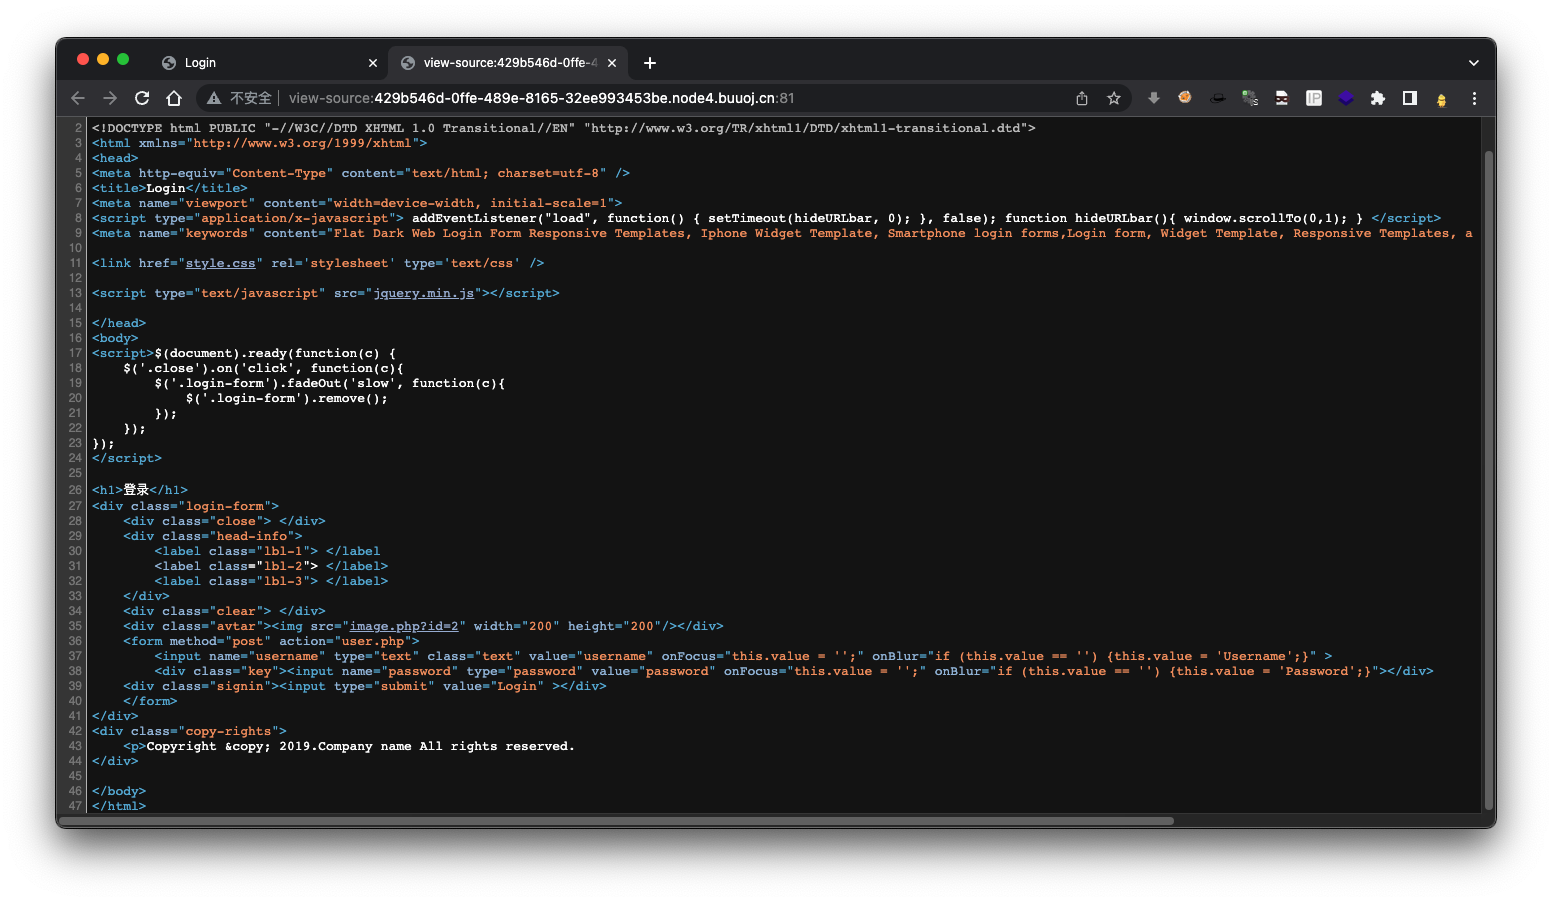 Login
view-source:429b546d-0ffe-4
不安全
view-source:429b546d-0ffe-489e-8165-32ee993453be.node4.buuoj.cn:81
IP
2 <!DOCTYPE html PUBLIC "-//W3C//DTD XHTML 1.0 Transitional//EN" "http://www.w3.org/TR/xhtml1/DTD/xhtml1-transitional.dtd">
3 <html xmlns="http://www.w3.org/1999/xhtml">
4 <head>
5 <meta http-equiv="Content-Type" content="text/html; charset=utf-8" />
6 <title>Login</title>
7 <meta name="viewport" content="width=device-width, initial-scale=1">
8 <script type="application/x-javascript"> addEventListener("load", function() { setTimeout(hideURLbar, 0); }, false); function hideURLbar(){ window.scrollTo(0,1); } </script>
9 <meta name="keywords" content="Flat Dark Web Login Form Responsive Templates, Iphone Widget Template, Smartphone login forms,Login form, Widget Template, Responsive Templates, a
10
11 <link href="style.css" rel='stylesheet' type='text/css' />
12
13 <script type="text/javascript" src="jquery.min.js"></script>
14
15 </head>
16 <body>
17 <script>$(document).ready(function(c) {
18     $('.close').on('click', function(c){
19         $('.login-form').fadeOut('slow', function(c){
20             $('.login-form').remove();
21         });
22     });
23 });
24 </script>
25
26 <h1>登录</h1>
27 <div class="login-form">
28     <div class="close"> </div>
29     <div class="head-info">
30         <label class="lbl-1"> </label
31         <label class="lbl-2"> </label>
32         <label class="lbl-3"> </label>
33     </div>
34     <div class="clear"> </div>
35     <div class="avtar"><img src="image.php?id=2" width="200" height="200"/></div>
36     <form method="post" action="user.php">
37         <input name="username" type="text" class="text" value="username" onFocus="this.value = '';" onBlur="if (this.value == '') {this.value = 'Username';}" >
38         <div class="key"><input name="password" type="password" value="password" onFocus="this.value = '';" onBlur="if (this.value == '') {this.value = 'Password';}"></div>
39     <div class="signin"><input type="submit" value="Login" ></div>
40     </form>
41 </div>
42 <div class="copy-rights">
43     <p>Copyright &copy; 2019.Company name All rights reserved.
44 </div>
45
46 </body>
47 </html>